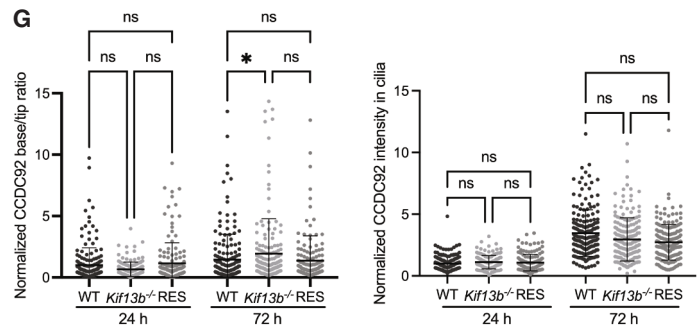 G
Normalized CCDC92 base/tip ratio
15
10
5
0
ns
ns
ns
ns
*
ns
WT Kif13b⁻/⁻ RES
24 h
WT Kif13b⁻/⁻ RES
72 h
Normalized CCDC92 intensity in cilia
15
10
5
0
ns
ns
ns
ns
ns
ns
WT Kif13b⁻/⁻ RES
24 h
WT Kif13b⁻/⁻ RES
72 h